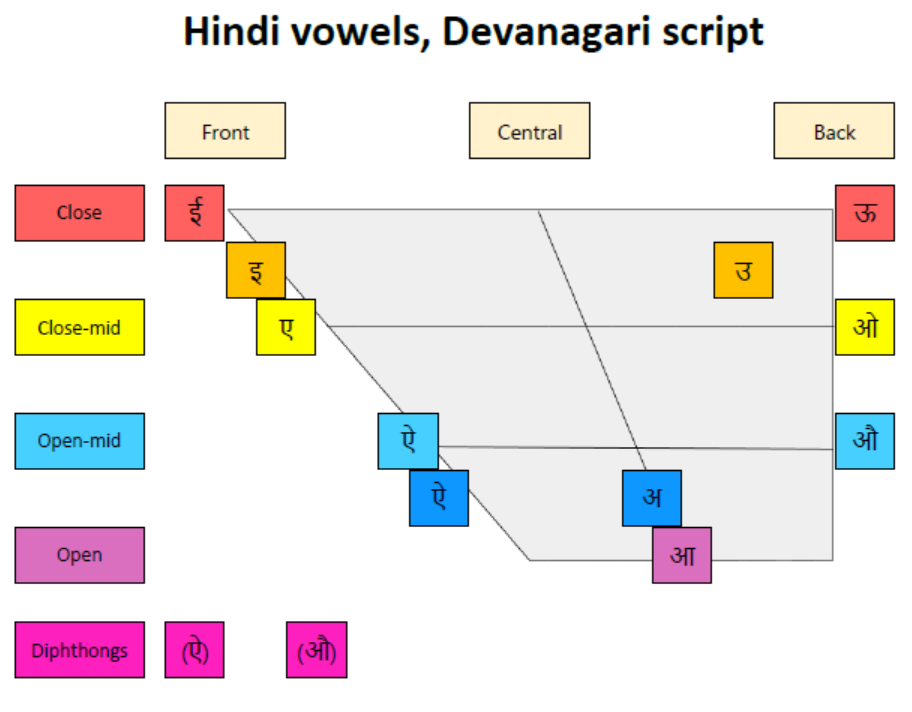 Hindi vowels, Devanagari script
Front Central Back
Close ई ऊ
इ उ
Close-mid ए ओ
Open-mid ऐ औ
ऐ अ
Open आ
Diphthongs (ऐ) (औ)